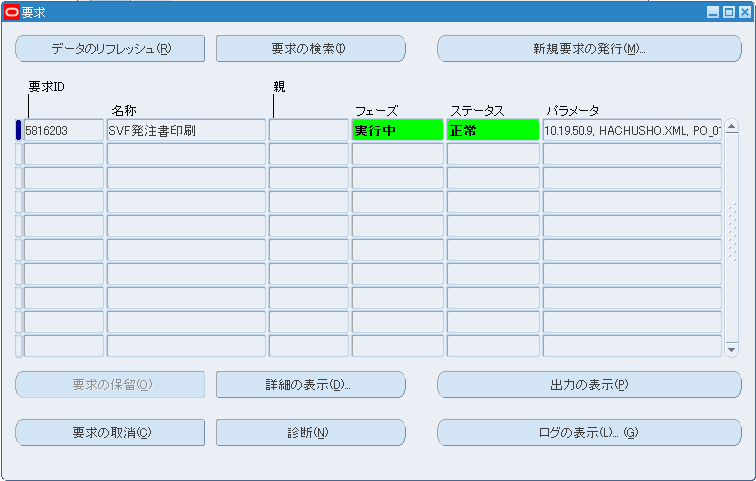 要求
データのリフレッシュ(R)
要求の検索(I)
新規要求の発行(N)...
要求ID
親
名称
フェーズ
ステータス
パラメータ
5816203
SVF発注書印刷
実行中
正常
10.19.50.9, HACHUSHO.XML, PO_0
要求の保留(O)
詳細の表示(D)...
出力の表示(P)
要求の取消(C)
診断(N)
ログの表示(L)... (G)